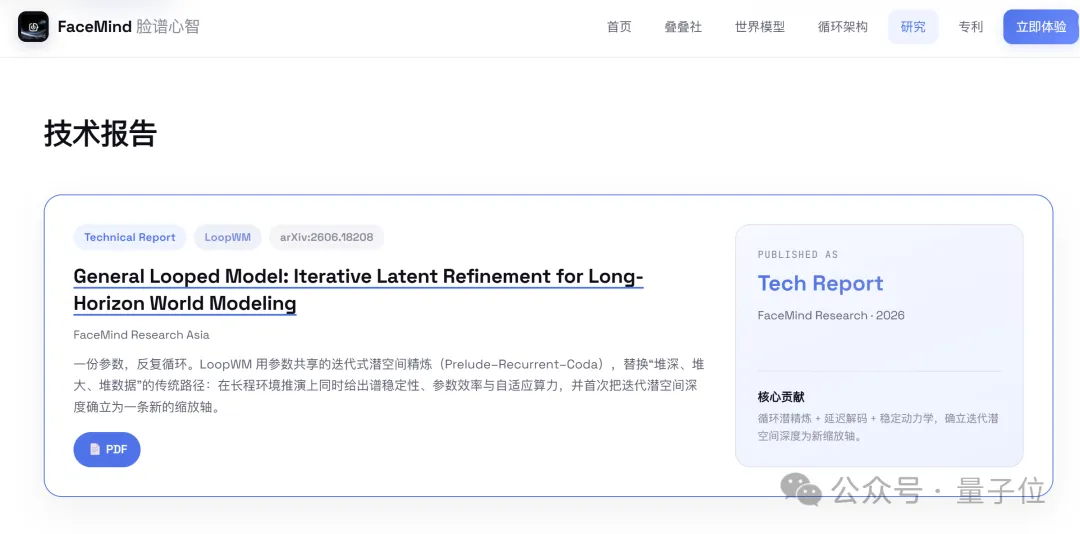 FaceMind 脸谱心智
首页 叠叠社 世界模型 循环架构 研究 专利 立即体验
技术报告
Technical Report LoopWM arXiv:2606.18208
General Looped Model: Iterative Latent Refinement for Long-
Horizon World Modeling
FaceMind Research Asia
一份参数，反复循环。LoopWM 用参数共享的迭代式潜空间精炼（Prelude–Recurrent–Coda），替换“堆深、堆
大、堆数据”的传统路径：在长程环境推演上同时给出谱稳定性、参数效率与自适应算力，并首次把迭代潜空间深
度确立为一条新的缩放轴。
PDF
PUBLISHED AS
Tech Report
FaceMind Research · 2026
核心贡献
循环潜精炼 + 延迟解码 + 稳定动力学，确立迭代潜
空间深度为新缩放轴。
公众号 · 量子位